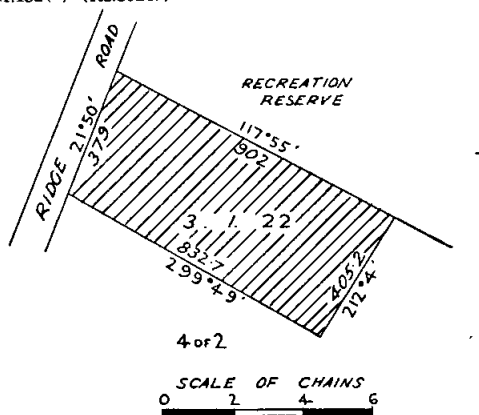 RIDGE ROAD
21°50'
379
RECREATION
RESERVE
117°55'
902
3. 1. 22
832.7
299°49'
405.2
212°4'
4 OF 2
SCALE OF CHAINS
0 2 4 6